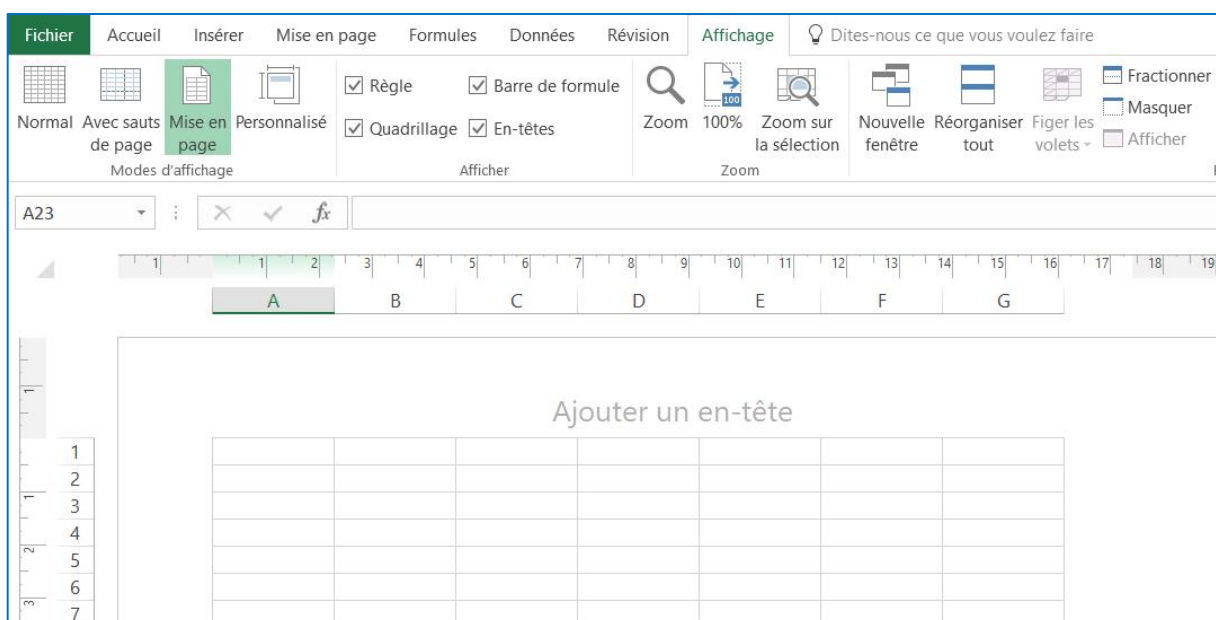 Fichier Accueil Insérer Mise en page Formules Données Révision Affichage Dites-nous ce que vous voulez faire
Règle Barre de formule Fractionner
Masquer
Normal Avec sauts Mise en Personnalisé Quadrillage En-têtes Zoom 100% Zoom sur Nouvelle Réorganiser Figer les Afficher
de page page la sélection fenêtre tout volets
Modes d'affichage Afficher Zoom
A23 fx
1 1 2 3 4 5 6 7 8 9 10 11 12 13 14 15 16 17 18 19
A B C D E F G
1
Ajouter un en-tête
1
2
1 3
4
2 5
6
3 7